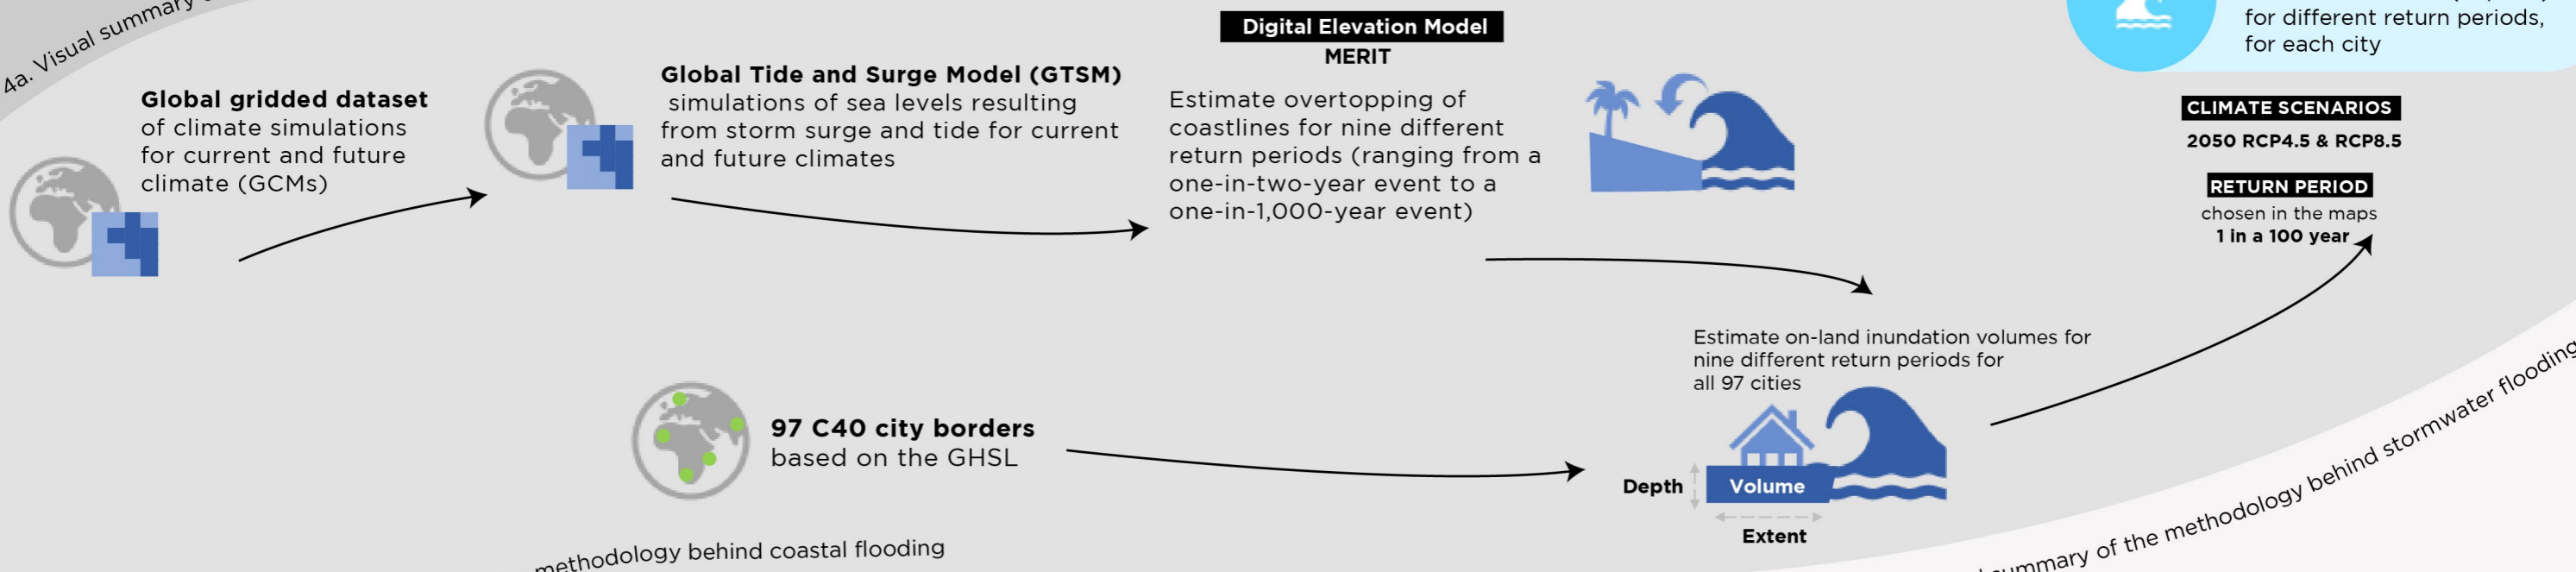 4a. Visual summary
Global gridded dataset
of climate simulations
for current and future
climate (GCMs)
Global Tide and Surge Model (GTSM)
simulations of sea levels resulting
from storm surge and tide for current
and future climates
Digital Elevation Model
MERIT
Estimate overtopping of
coastlines for nine different
return periods (ranging from a
one-in-two-year event to a
one-in-1,000-year event)
for different return periods,
for each city
CLIMATE SCENARIOS
2050 RCP4.5 & RCP8.5
RETURN PERIOD
chosen in the maps
1 in a 100 year
Estimate on-land inundation volumes for
nine different return periods for
all 97 cities
97 C40 city borders
based on the GHSL
Depth
Volume
Extent
methodology behind coastal flooding
summary of the methodology behind stormwater flooding